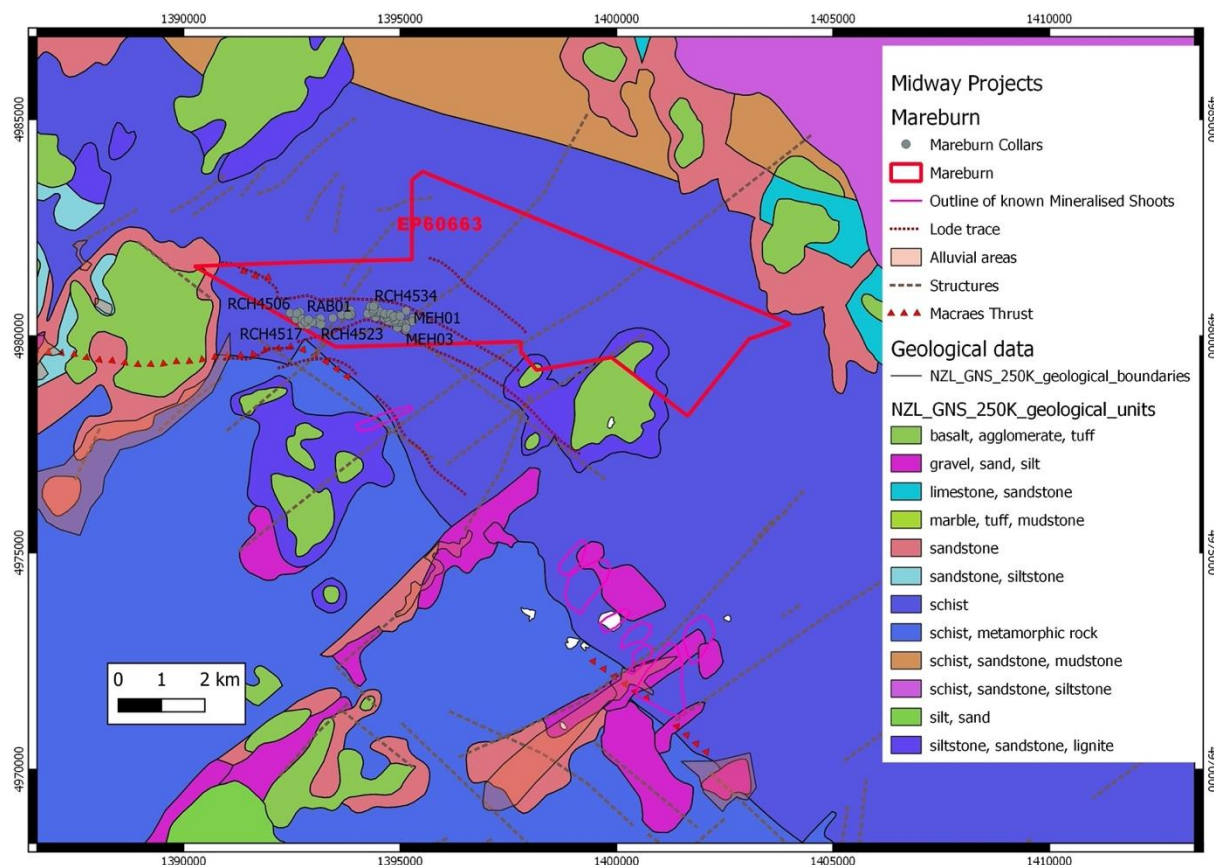 1390000
1395000
1400000
1405000
1410000
4985000
4985000
4980000
4980000
4975000
4975000
4970000
4970000
EP60663
RCH4506
RAB01
RCH4534
MEH01
RCH4517
RCH4523
MEH03
0 1 2 km
Midway Projects
Mareburn
Mareburn Collars
Mareburn
Outline of known Mineralised Shoots
Lode trace
Alluvial areas
Structures
Macraes Thrust
Geological data
NZL_GNS_250K_geological_boundaries
NZL_GNS_250K_geological_units
basalt, agglomerate, tuff
gravel, sand, silt
limestone, sandstone
marble, tuff, mudstone
sandstone
sandstone, siltstone
schist
schist, metamorphic rock
schist, sandstone, mudstone
schist, sandstone, siltstone
silt, sand
siltstone, sandstone, lignite
1390000
1395000
1400000
1405000
1410000